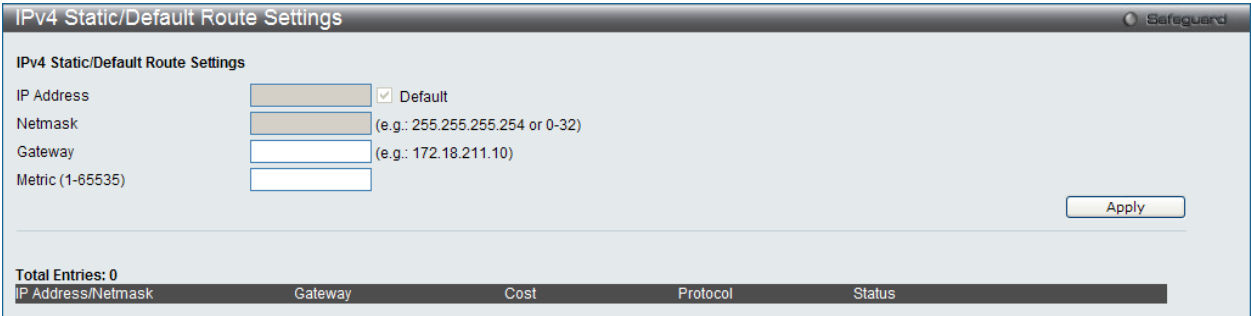 IPv4 Static/Default Route Settings
Safeguard
IPv4 Static/Default Route Settings
IP Address Default
Netmask (e.g.: 255.255.255.254 or 0-32)
Gateway (e.g.: 172.18.211.10)
Metric (1-65535)
Apply
Total Entries: 0
IP Address/Netmask Gateway Cost Protocol Status